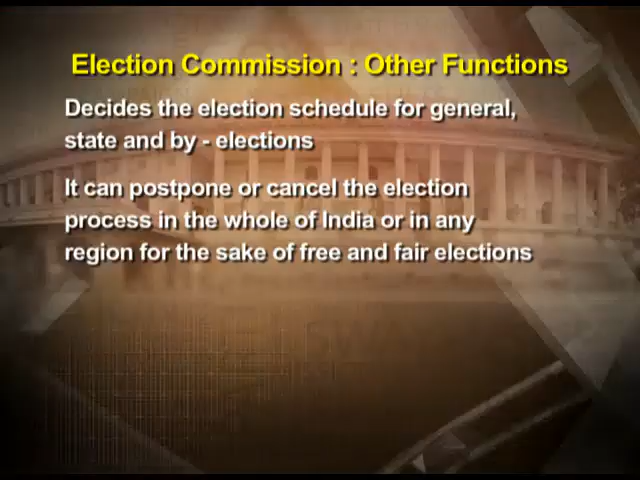 Election Commission : Other Functions
Decides the election schedule for general,
state and by - elections
It can postpone or cancel the election
process in the whole of India or in any
region for the sake of free and fair elections